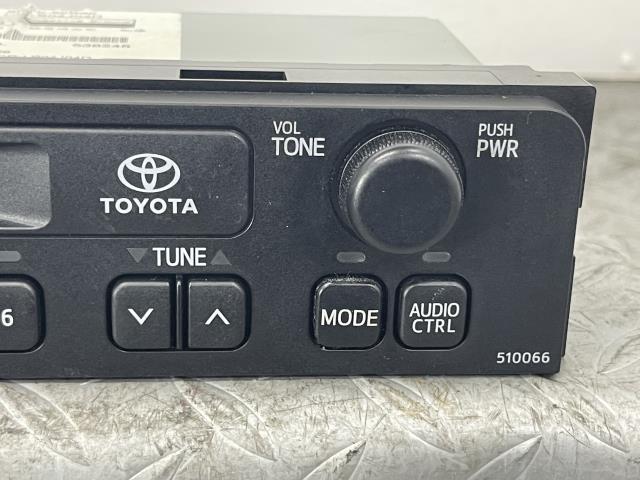 VOL
TONE
PUSH
PWR
TOYOTA
TUNE
6
MODE
AUDIO
CTRL
510066